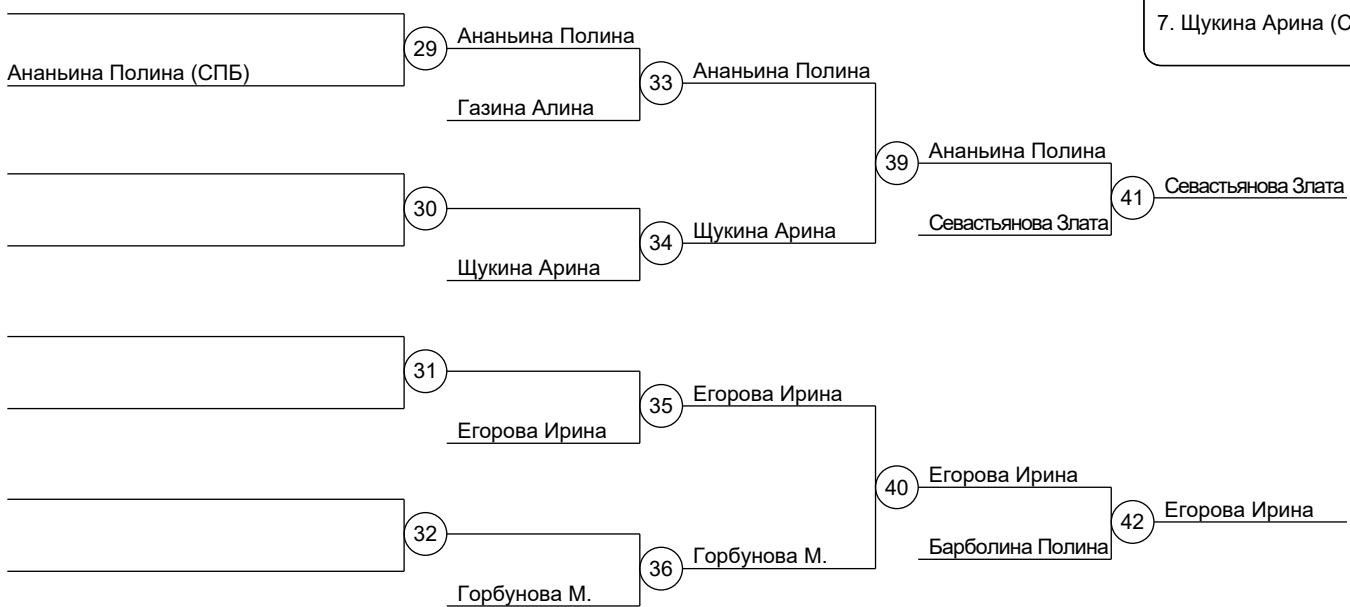 7. Щукина Арина (С
29
Ананьина Полина
Ананьина Полина (СПБ)
33
Ананьина Полина
Газина Алина
39
Ананьина Полина
41
Севастьянова Злата
30
Севастьянова Злата
34
Щукина Арина
Щукина Арина
31
35
Егорова Ирина
Егорова Ирина
40
Егорова Ирина
42
Егорова Ирина
32
Барболина Полина
36
Горбунова М.
Горбунова М.